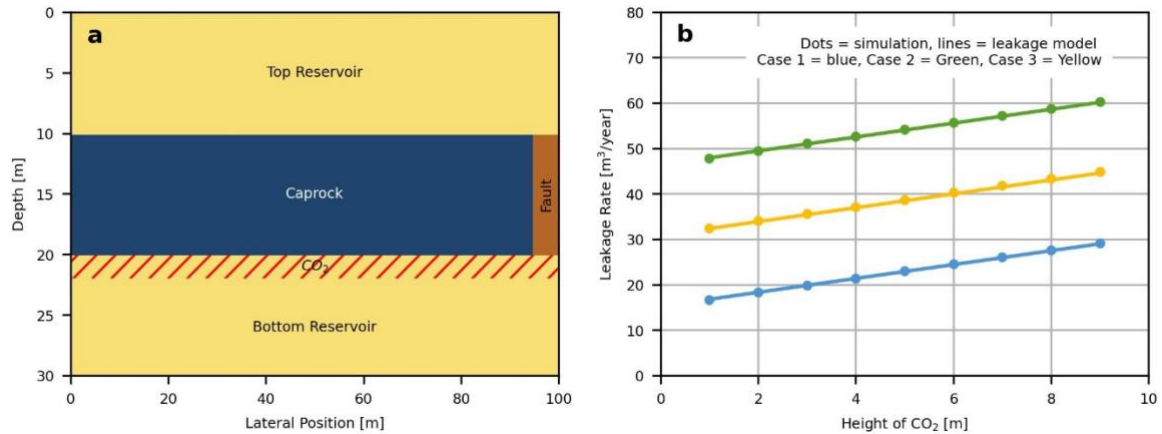 a
0
5
10
15
20
25
30
Depth [m]
Top Reservoir
Caprock
Fault
CO₂
Bottom Reservoir
0 20 40 60 80 100
Lateral Position [m]
b
80
70
60
50
40
30
20
10
0
Leakage Rate [m³/year]
Dots = simulation, lines = leakage model
Case 1 = blue, Case 2 = Green, Case 3 = Yellow
0 2 4 6 8 10
Height of CO₂ [m]